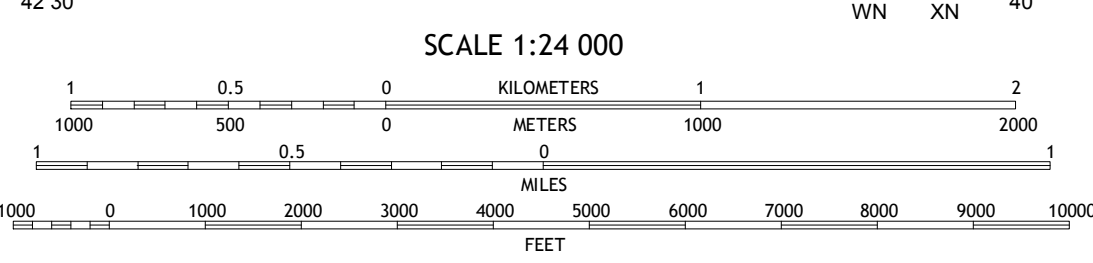 42'30"
WN XN 40
SCALE 1:24 000
1 0.5 0 KILOMETERS 1 2
1000 500 0 METERS 1000 2000
1 0.5 0 1
MILES
1000 0 1000 2000 3000 4000 5000 6000 7000 8000 9000 10000
FEET